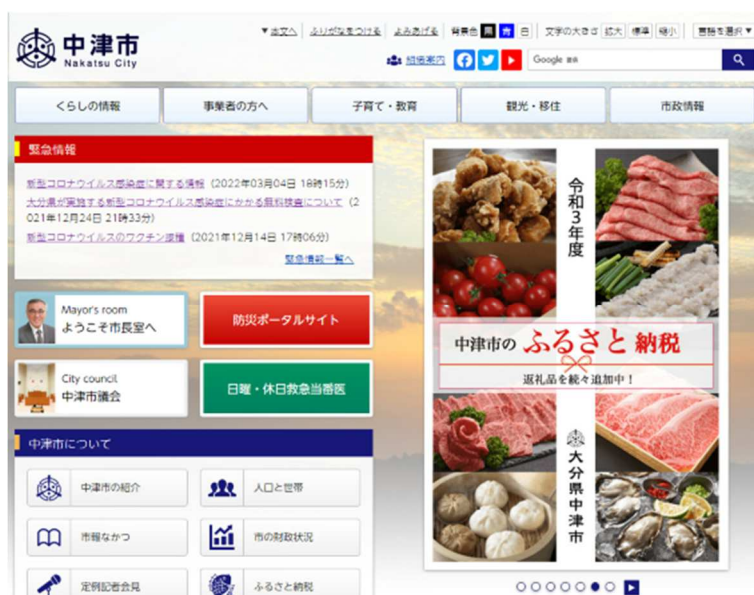 中津市
Nakatsu City
▼本文へ ふりがなをつける よみあげる 背景色 黒 青 白 文字の大きさ 拡大 標準 縮小 言語を選択▼
組織案内
Google
くらしの情報
事業者の方へ
子育て・教育
観光・移住
市政情報
緊急情報
新型コロナウイルス感染症に関する情報 (2022年03月04日 18時15分)
大分県が実施する新型コロナウイルス感染症にかかる無料検査について (2
021年12月24日 21時33分)
新型コロナウイルスのワクチン接種 (2021年12月14日 17時06分)
緊急情報一覧へ
Mayor's room
ようこそ市長室へ
防災ポータルサイト
City council
中津市議会
日曜・休日救急当番医
中津市について
中津市の紹介
人口と世帯
市報なかつ
市の財政状況
定例記者会見
ふるさと納税
令和3年度
中津市の ふるさと 納税
返礼品を続々追加中!
大分県中津市